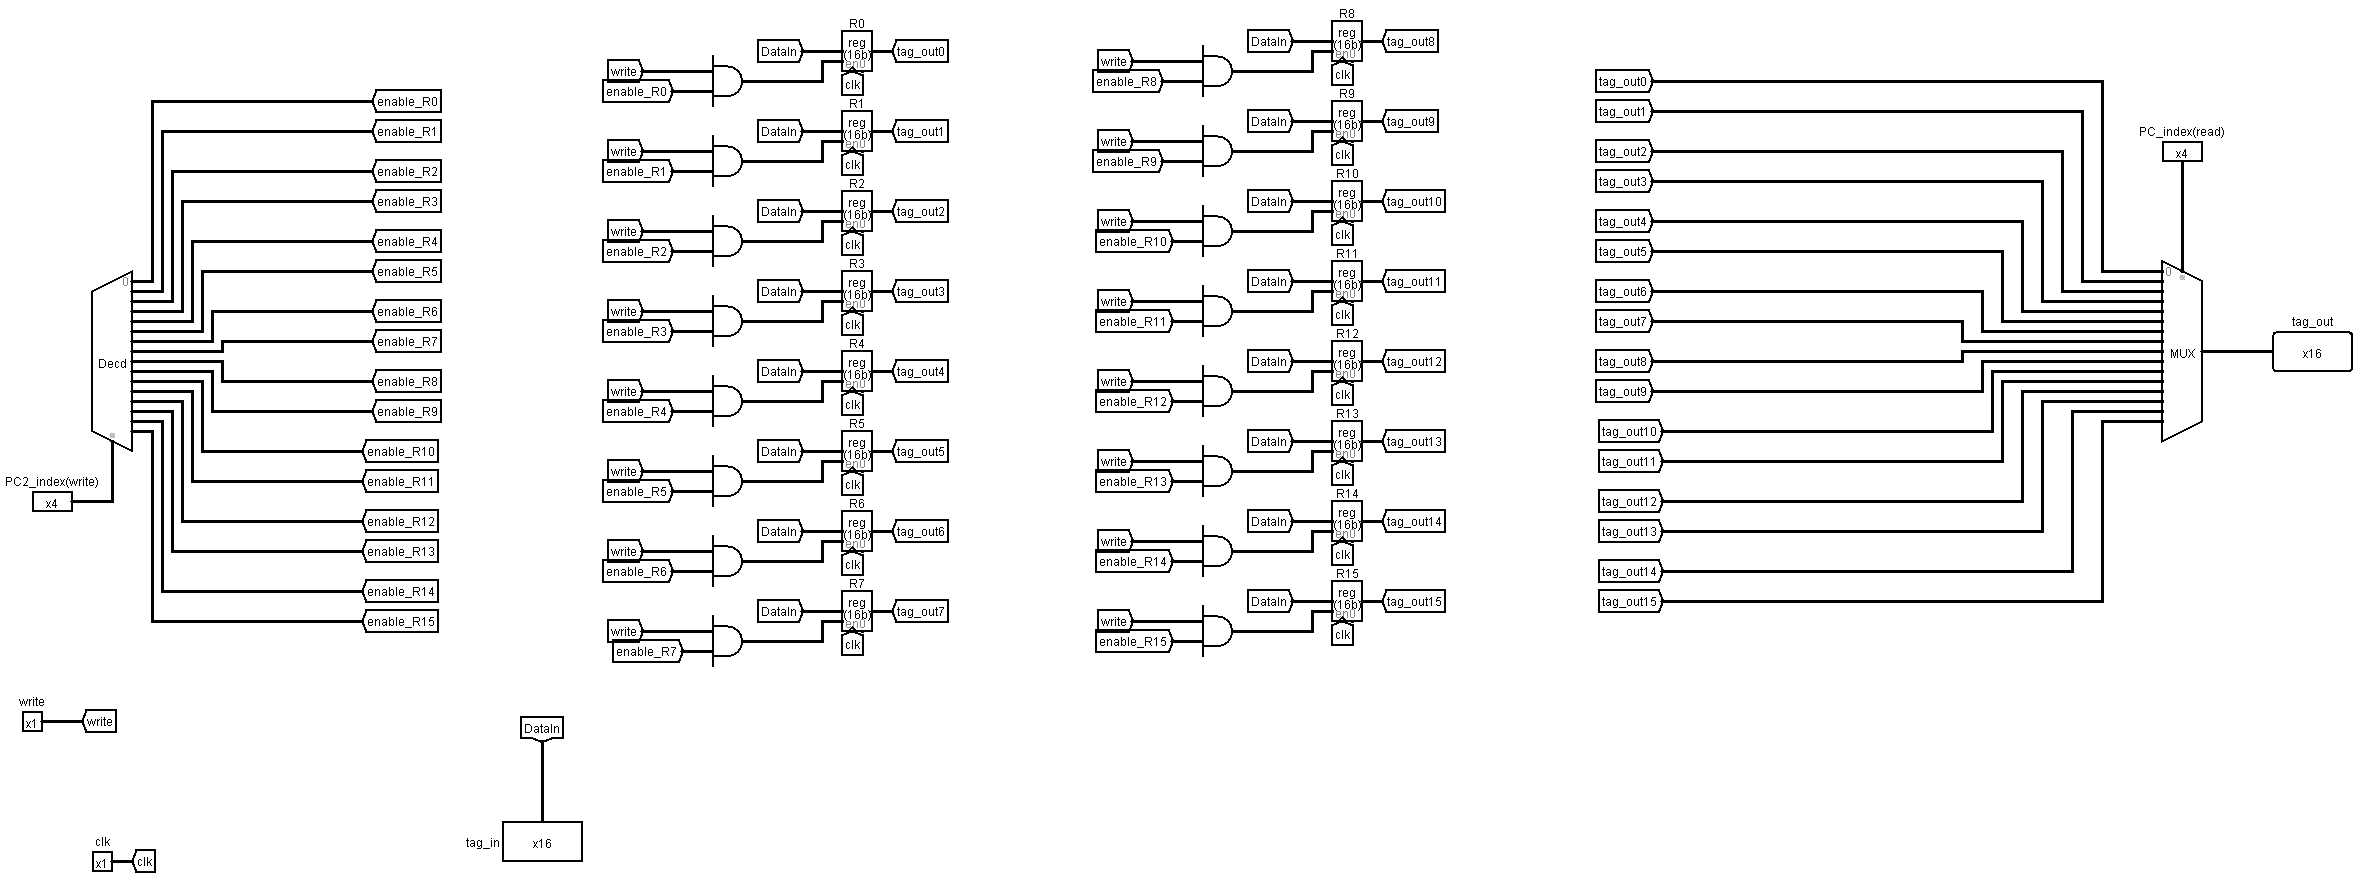 0
enable_R0
enable_R1
enable_R2
enable_R3
enable_R4
enable_R5
enable_R6
enable_R7
enable_R8
enable_R9
enable_R10
enable_R11
enable_R12
enable_R13
enable_R14
enable_R15
Decd
PC2_index(write)
x4
write
x1
write
clk
x1
clk
DataIn
tag_in
x16
R0
DataIn
reg
(16b)
en0
tag_out0
write
enable_R0
clk
R1
DataIn
reg
(16b)
en0
tag_out1
write
enable_R1
clk
R2
DataIn
reg
(16b)
en0
tag_out2
write
enable_R2
clk
R3
DataIn
reg
(16b)
en0
tag_out3
write
enable_R3
clk
R4
DataIn
reg
(16b)
en0
tag_out4
write
enable_R4
clk
R5
DataIn
reg
(16b)
en0
tag_out5
write
enable_R5
clk
R6
DataIn
reg
(16b)
en0
tag_out6
write
enable_R6
clk
R7
DataIn
reg
(16b)
en0
tag_out7
write
enable_R7
clk
R8
DataIn
reg
(16b)
en0
tag_out8
write
enable_R8
clk
R9
DataIn
reg
(16b)
en0
tag_out9
write
enable_R9
clk
R10
DataIn
reg
(16b)
en0
tag_out10
write
enable_R10
clk
R11
DataIn
reg
(16b)
en0
tag_out11
write
enable_R11
clk
R12
DataIn
reg
(16b)
en0
tag_out12
write
enable_R12
clk
R13
DataIn
reg
(16b)
en0
tag_out13
write
enable_R13
clk
R14
DataIn
reg
(16b)
en0
tag_out14
write
enable_R14
clk
R15
DataIn
reg
(16b)
en0
tag_out15
write
enable_R15
clk
tag_out0
tag_out1
tag_out2
tag_out3
tag_out4
tag_out5
tag_out6
tag_out7
tag_out8
tag_out9
tag_out10
tag_out11
tag_out12
tag_out13
tag_out14
tag_out15
PC_index(read)
x4
0
MUX
tag_out
x16